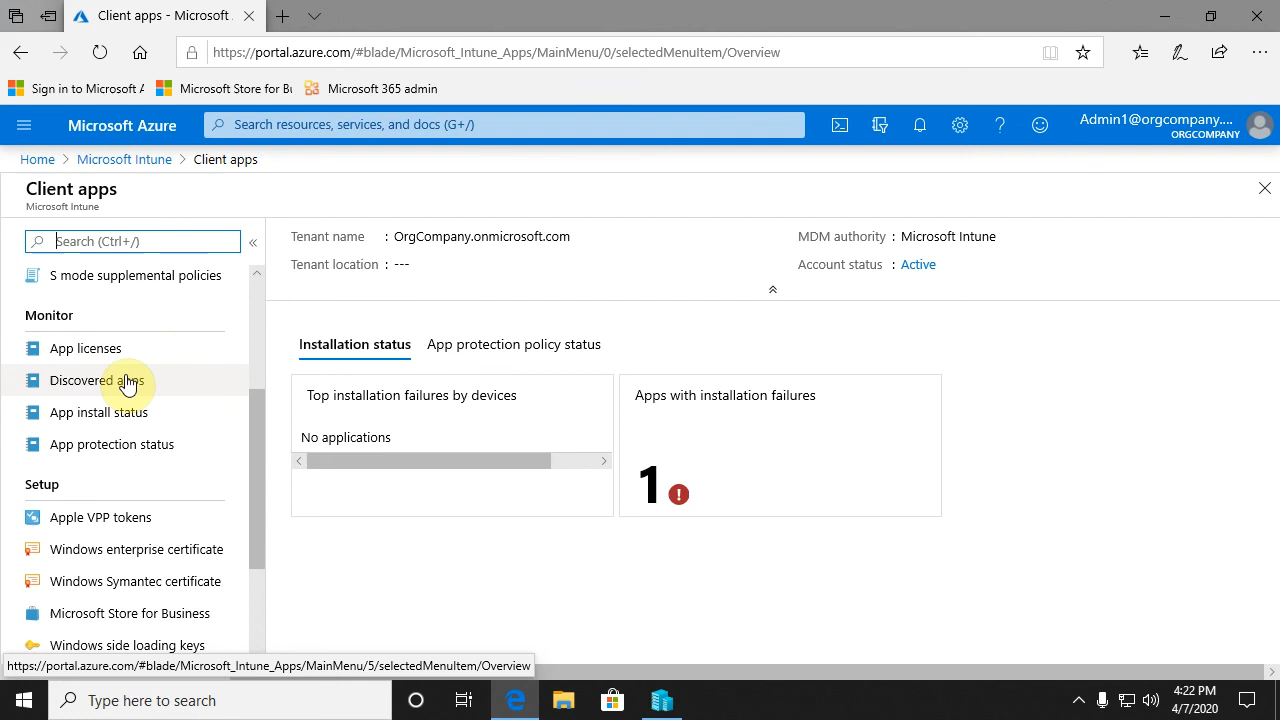 Client apps - Microsoft
https://portal.azure.com/#blade/Microsoft_Intune_Apps/MainMenu/0/selectedMenuItem/Overview
Sign in to Microsoft
Microsoft Store for
Microsoft 365 admin
Microsoft Azure
Search resources, services, and docs (G+/)
Admin1@orgcompany....
ORGCOMPANY
Home > Microsoft Intune > Client apps
Client apps
Microsoft Intune
Search (Ctrl+/)
«
S mode supplemental policies
Monitor
App licenses
Discovered apps
App install status
App protection status
Setup
Apple VPP tokens
Windows enterprise certificate
Windows Symantec certificate
Microsoft Store for Business
Windows side loading keys
https://portal.azure.com/#blade/Microsoft_Intune_Apps/MainMenu/5/selectedMenuItem/Overview
Tenant name : OrgCompany.onmicrosoft.com
Tenant location : ---
MDM authority : Microsoft Intune
Account status : Active
Installation status
App protection policy status
Top installation failures by devices
No applications
Apps with installation failures
1
Type here to search
4:22 PM
4/7/2020